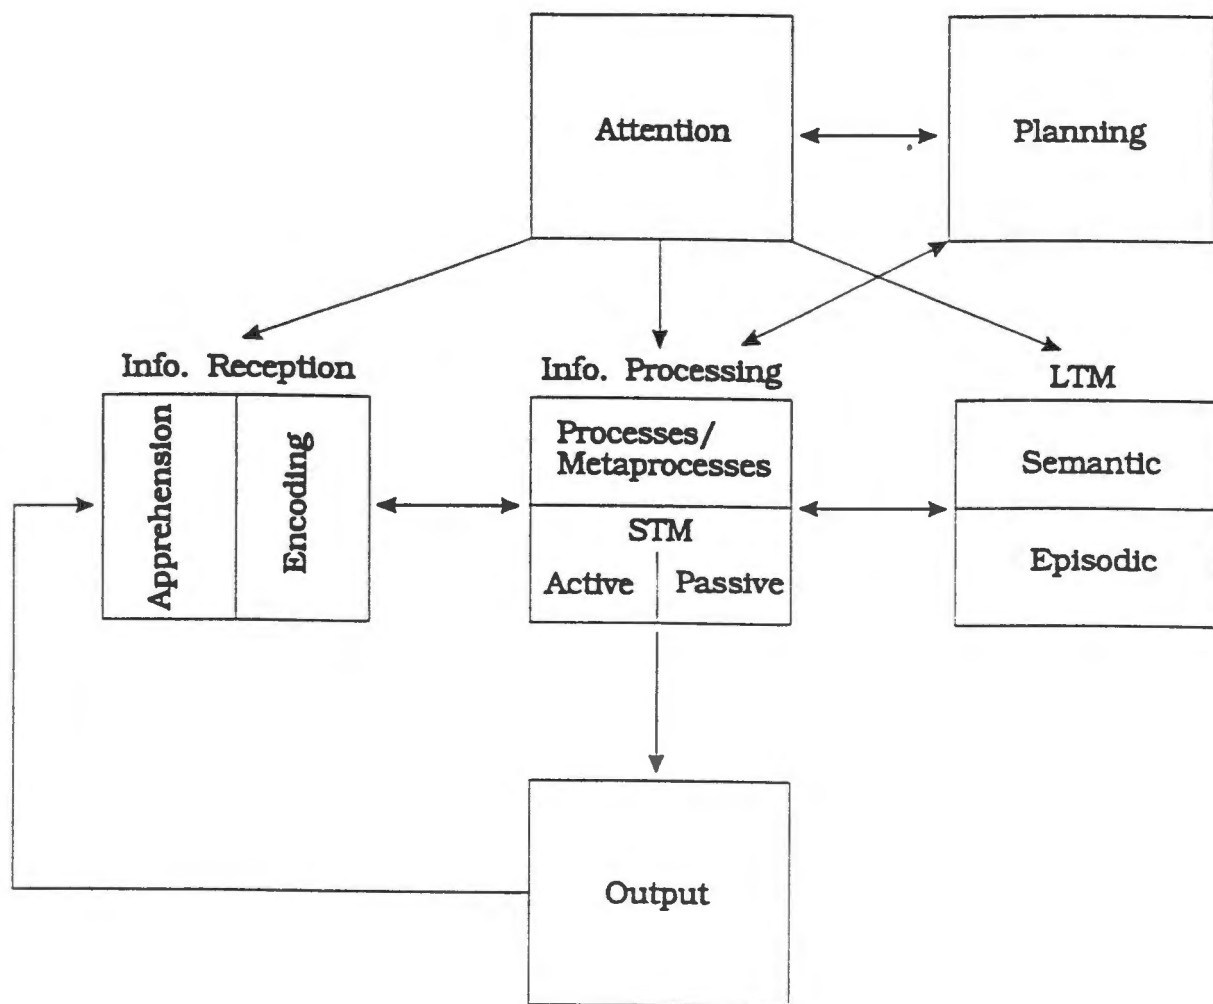 Attention
Planning
Info. Reception
Info. Processing
LTM
Apprehension
Encoding
Processes/
Metaprocesses
STM
Active
Passive
Semantic
Episodic
Output